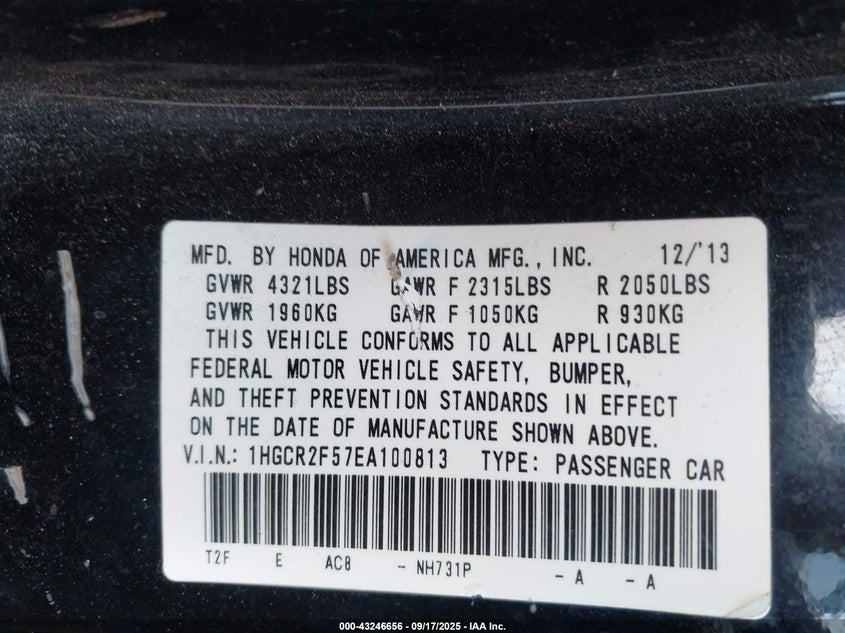 MFD. BY HONDA OF AMERICA MFG., INC. 12/'13
GVWR 4321LBS GAWR F 2315LBS R 2050LBS
GVWR 1960KG GAWR F 1050KG R 930KG
THIS VEHICLE CONFORMS TO ALL APPLICABLE
FEDERAL MOTOR VEHICLE SAFETY, BUMPER,
AND THEFT PREVENTION STANDARDS IN EFFECT
ON THE DATE OF MANUFACTURE SHOWN ABOVE.
V.I.N.: 1HGCR2F57EA100813 TYPE: PASSENGER CAR
T2F E AC8 - NH731P - A - A
000-43246656 - 09/17/2025 - IAA Inc.